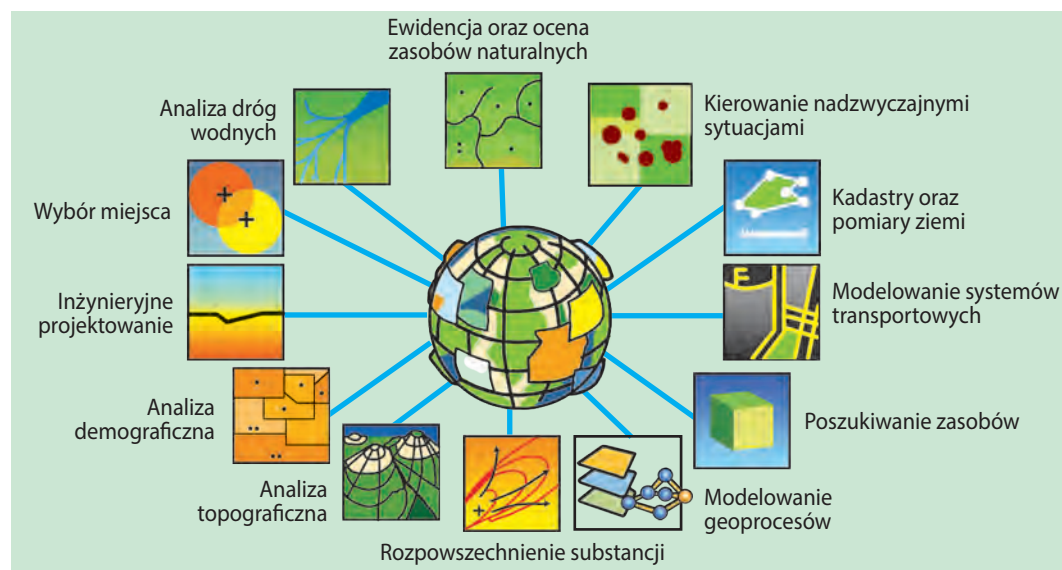 Ewidencja oraz ocena
zasobów naturalnych
Analiza dróg
wodnych
Kierowanie nadzwyczajnymi
sytuacjami
Wybór miejsca
Kadastry oraz
pomiary ziemi
Inżynieryjne
projektowanie
Modelowanie systemów
transportowych
Analiza
demograficzna
Poszukiwanie zasobów
Analiza
topograficzna
Modelowanie
geoprocesów
Rozpowszechnienie substancji